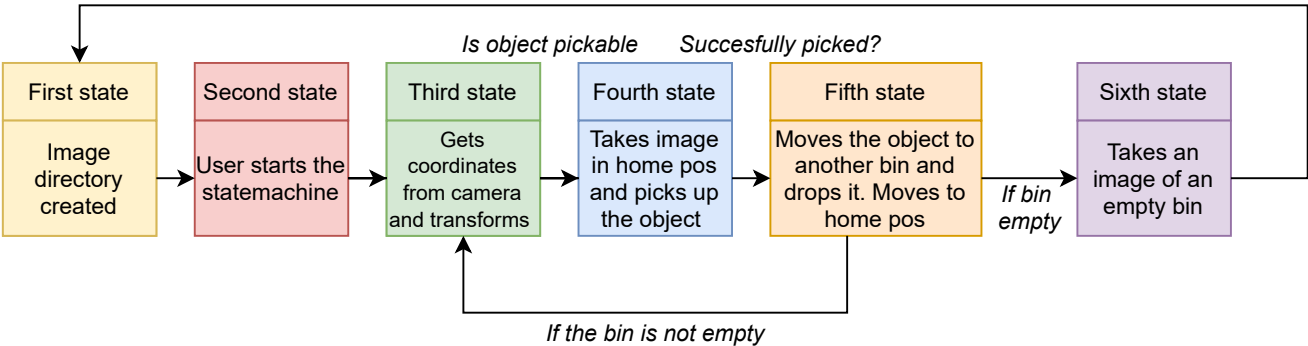 Is object pickable
Succesfully picked?
First state
Image
directory
created
Second state
User starts the
statemachine
Third state
Gets
coordinates
from camera
and transforms
Fourth state
Takes image
in home pos
and picks up
the object
Fifth state
Moves the object to
another bin and
drops it. Moves to
home pos
If bin
empty
Sixth state
Takes an
image of an
empty bin
If the bin is not empty